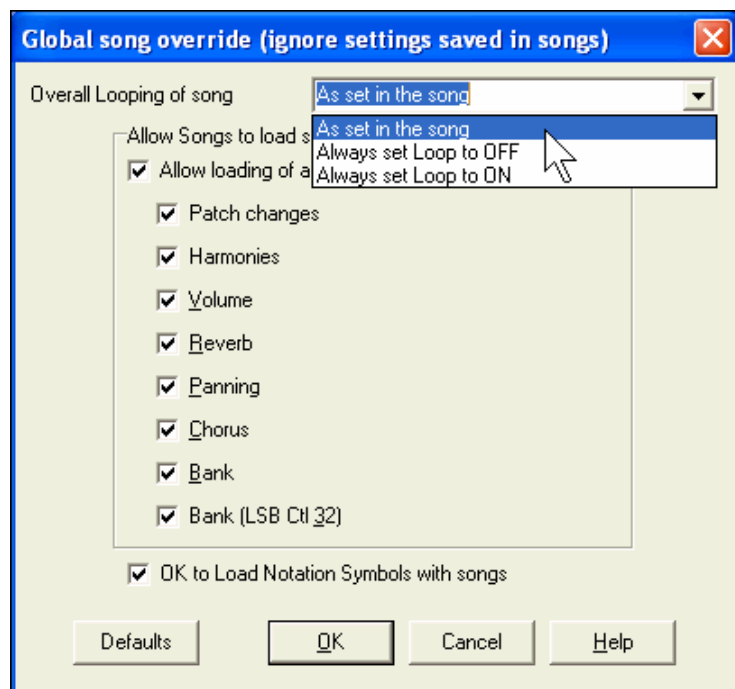 Global song override (ignore settings saved in songs)
Overall Looping of song
As set in the song
As set in the song
Always set Loop to OFF
Always set Loop to ON
Allow Songs to load
Allow loading of
Patch changes
Harmonies
Volume
Reverb
Panning
Chorus
Bank
Bank (LSB Ctl 32)
OK to Load Notation Symbols with songs
Defaults
OK
Cancel
Help